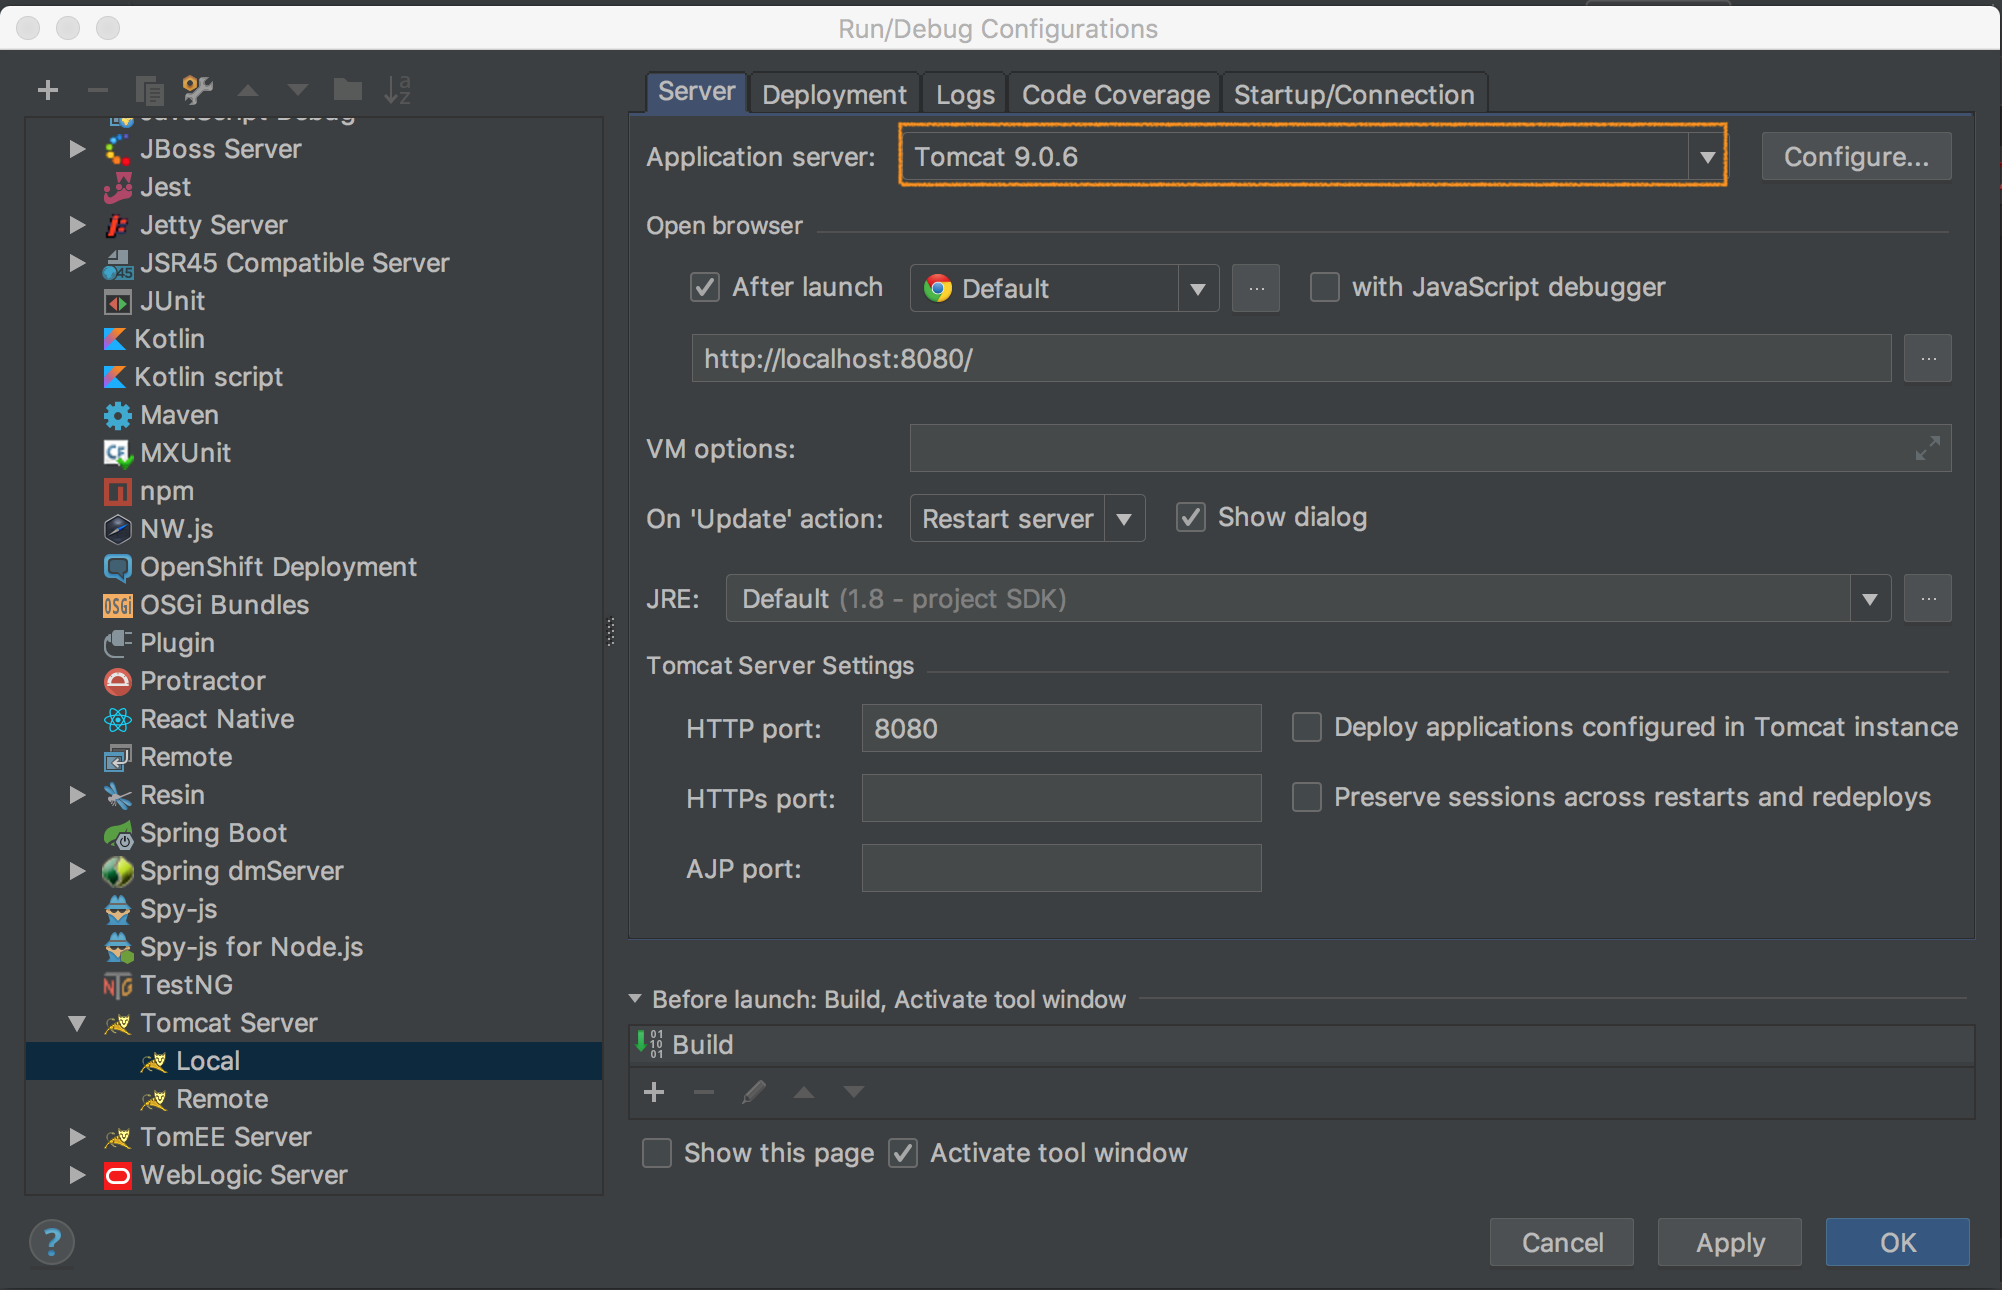 Run/Debug Configurations
JavaScript Debug
JBoss Server
Jest
Jetty Server
JSR45 Compatible Server
JUnit
Kotlin
Kotlin script
Maven
MXUnit
npm
NW.js
OpenShift Deployment
OSGi Bundles
Plugin
Protractor
React Native
Remote
Resin
Spring Boot
Spring dmServer
Spy-js
Spy-js for Node.js
TestNG
Tomcat Server
Local
Remote
TomEE Server
WebLogic Server
Server Deployment Logs Code Coverage Startup/Connection
Application server: Tomcat 9.0.6 Configure...
Open browser
After launch Default ... with JavaScript debugger
http://localhost:8080/ ...
VM options:
On 'Update' action: Restart server Show dialog
JRE: Default (1.8 - project SDK) ...
Tomcat Server Settings
HTTP port: 8080 Deploy applications configured in Tomcat instance
HTTPs port: Preserve sessions across restarts and redeploys
AJP port:
Before launch: Build, Activate tool window
Build
Show this page Activate tool window
? Cancel Apply OK